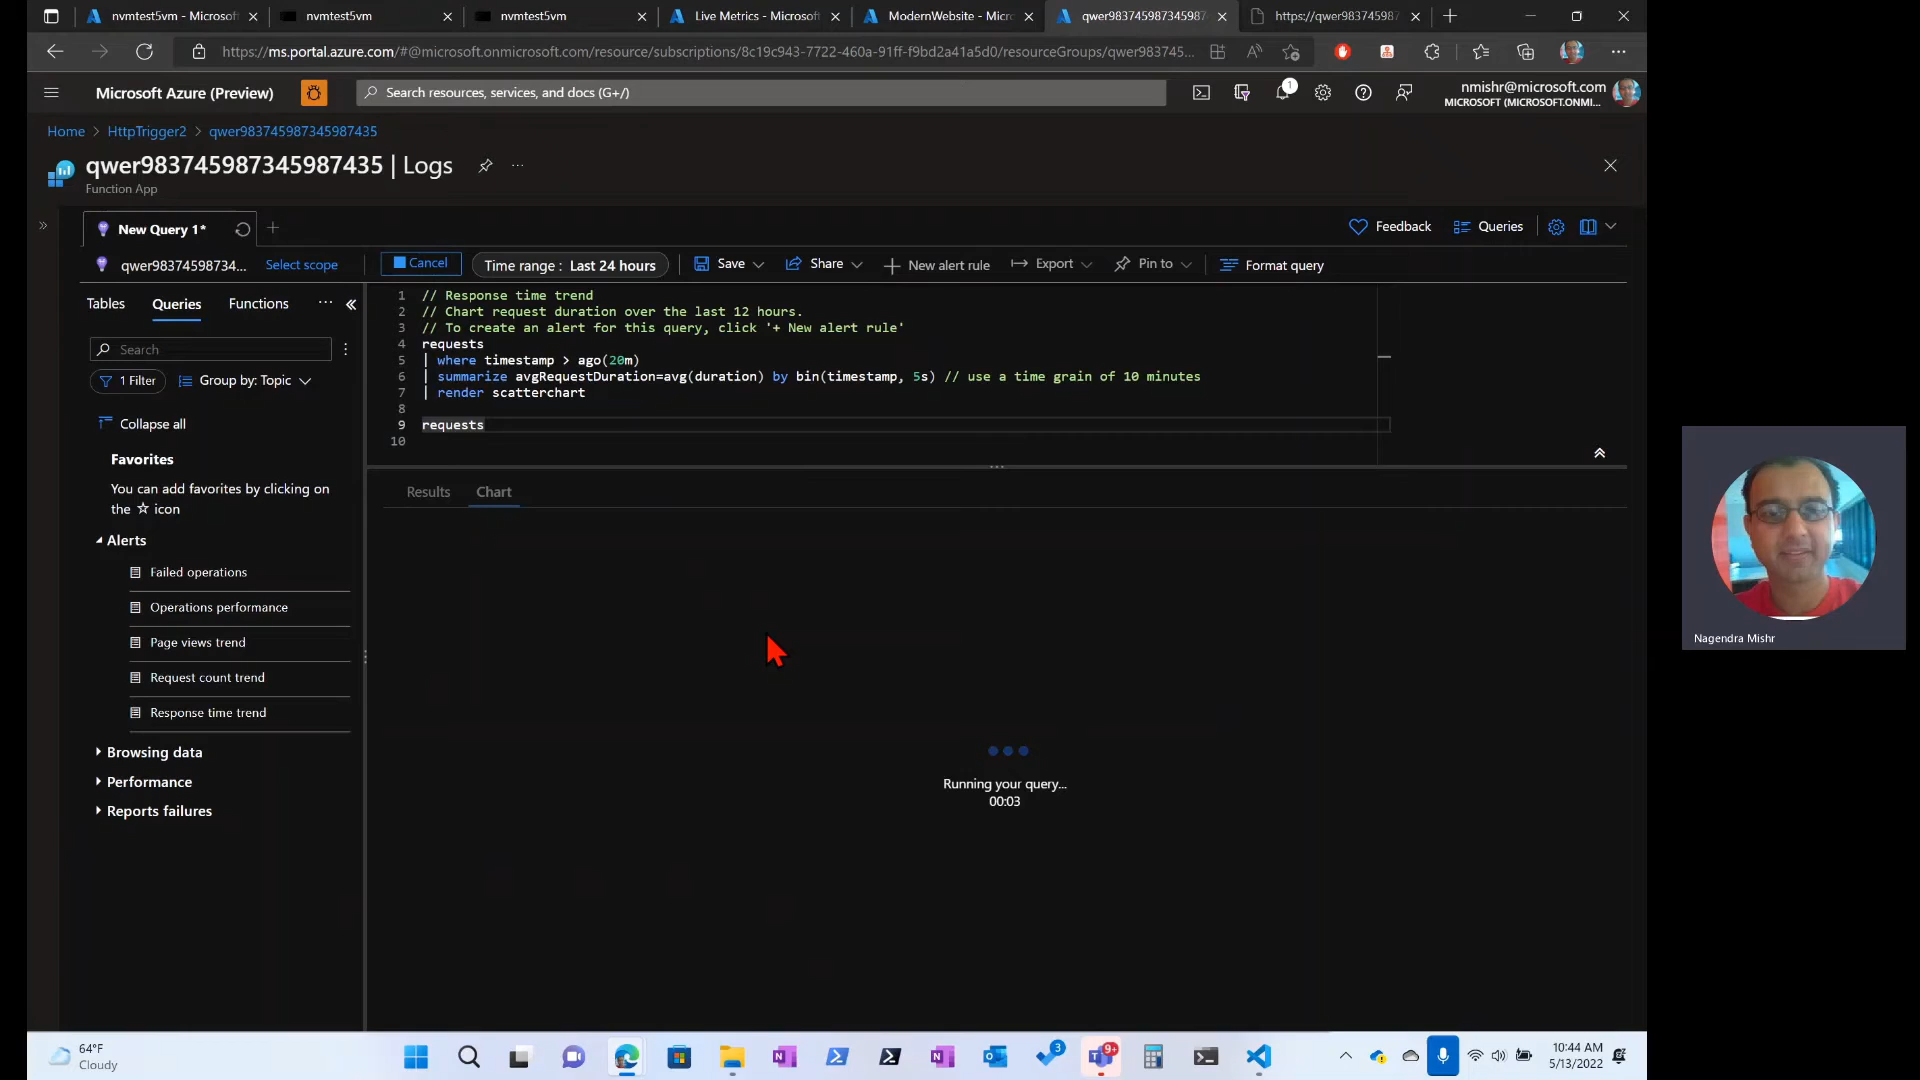 nvmtest5vm - Microsoft
nvmtest5vm
nvmtest5vm
Live Metrics - Microsoft
ModernWebsite - Micr
qwer983745987345987
https://qwer98374598
https://ms.portal.azure.com/#@microsoft.onmicrosoft.com/resource/subscriptions/8c19c943-7722-460a-91ff-f9bd2a41a5d0/resourceGroups/qwer983745...
Microsoft Azure (Preview)
Search resources, services, and docs (G+/)
1
nmishr@microsoft.com
MICROSOFT (MICROSOFT.ONMI...
Home > HttpTrigger2 > qwer983745987345987435
qwer983745987345987435 | Logs
...
Function App
New Query 1*
Feedback
Queries
qwer98374598734...
Select scope
Cancel
Time range : Last 24 hours
Save
Share
New alert rule
Export
Pin to
Format query
Tables
Queries
Functions
...
Search
1 Filter
Group by: Topic
Collapse all
Favorites
You can add favorites by clicking on
the ☆ icon
Alerts
Failed operations
Operations performance
Page views trend
Request count trend
Response time trend
Browsing data
Performance
Reports failures
1 // Response time trend
2 // Chart request duration over the last 12 hours.
3 // To create an alert for this query, click '+ New alert rule'
4 requests
5 | where timestamp > ago(20m)
6 | summarize avgRequestDuration=avg(duration) by bin(timestamp, 5s) // use a time grain of 10 minutes
7 | render scatterchart
8
9 requests
10
Results
Chart
Running your query...
00:03
Nagendra Mishr
64°F
Cloudy
3
9+
10:44 AM
5/13/2022